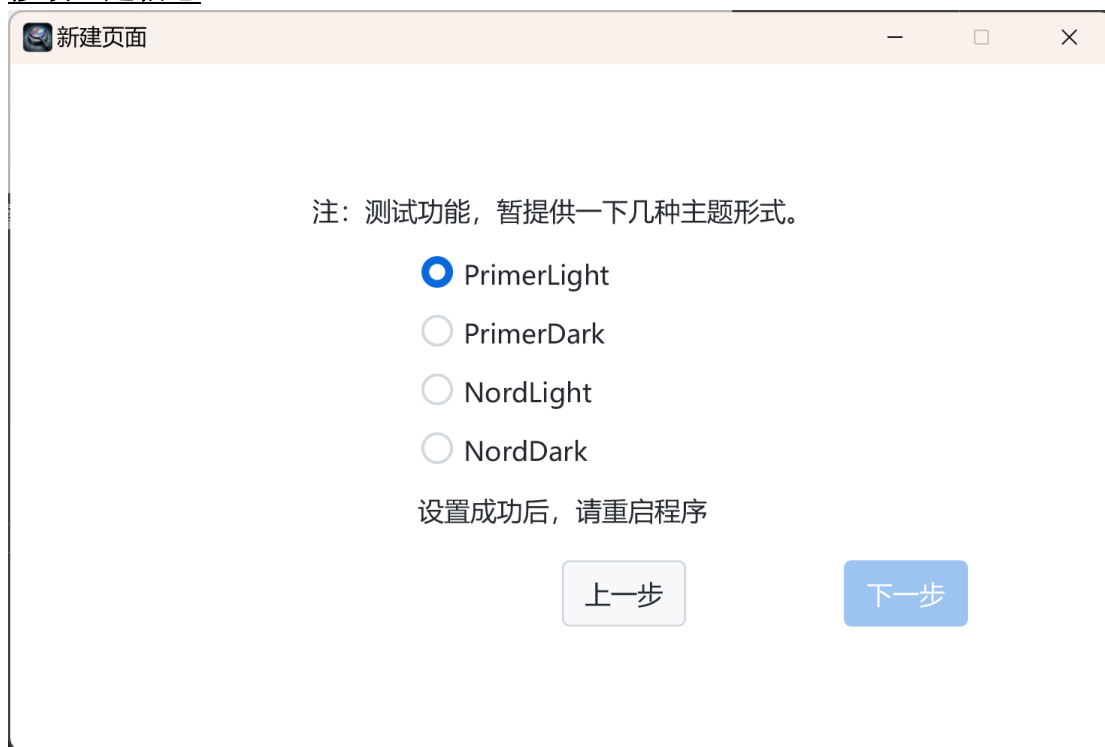 新建页面
注：测试功能，暂提供一下几种主题形式。
PrimerLight
PrimerDark
NordLight
NordDark
设置成功后，请重启程序
上一步
下一步